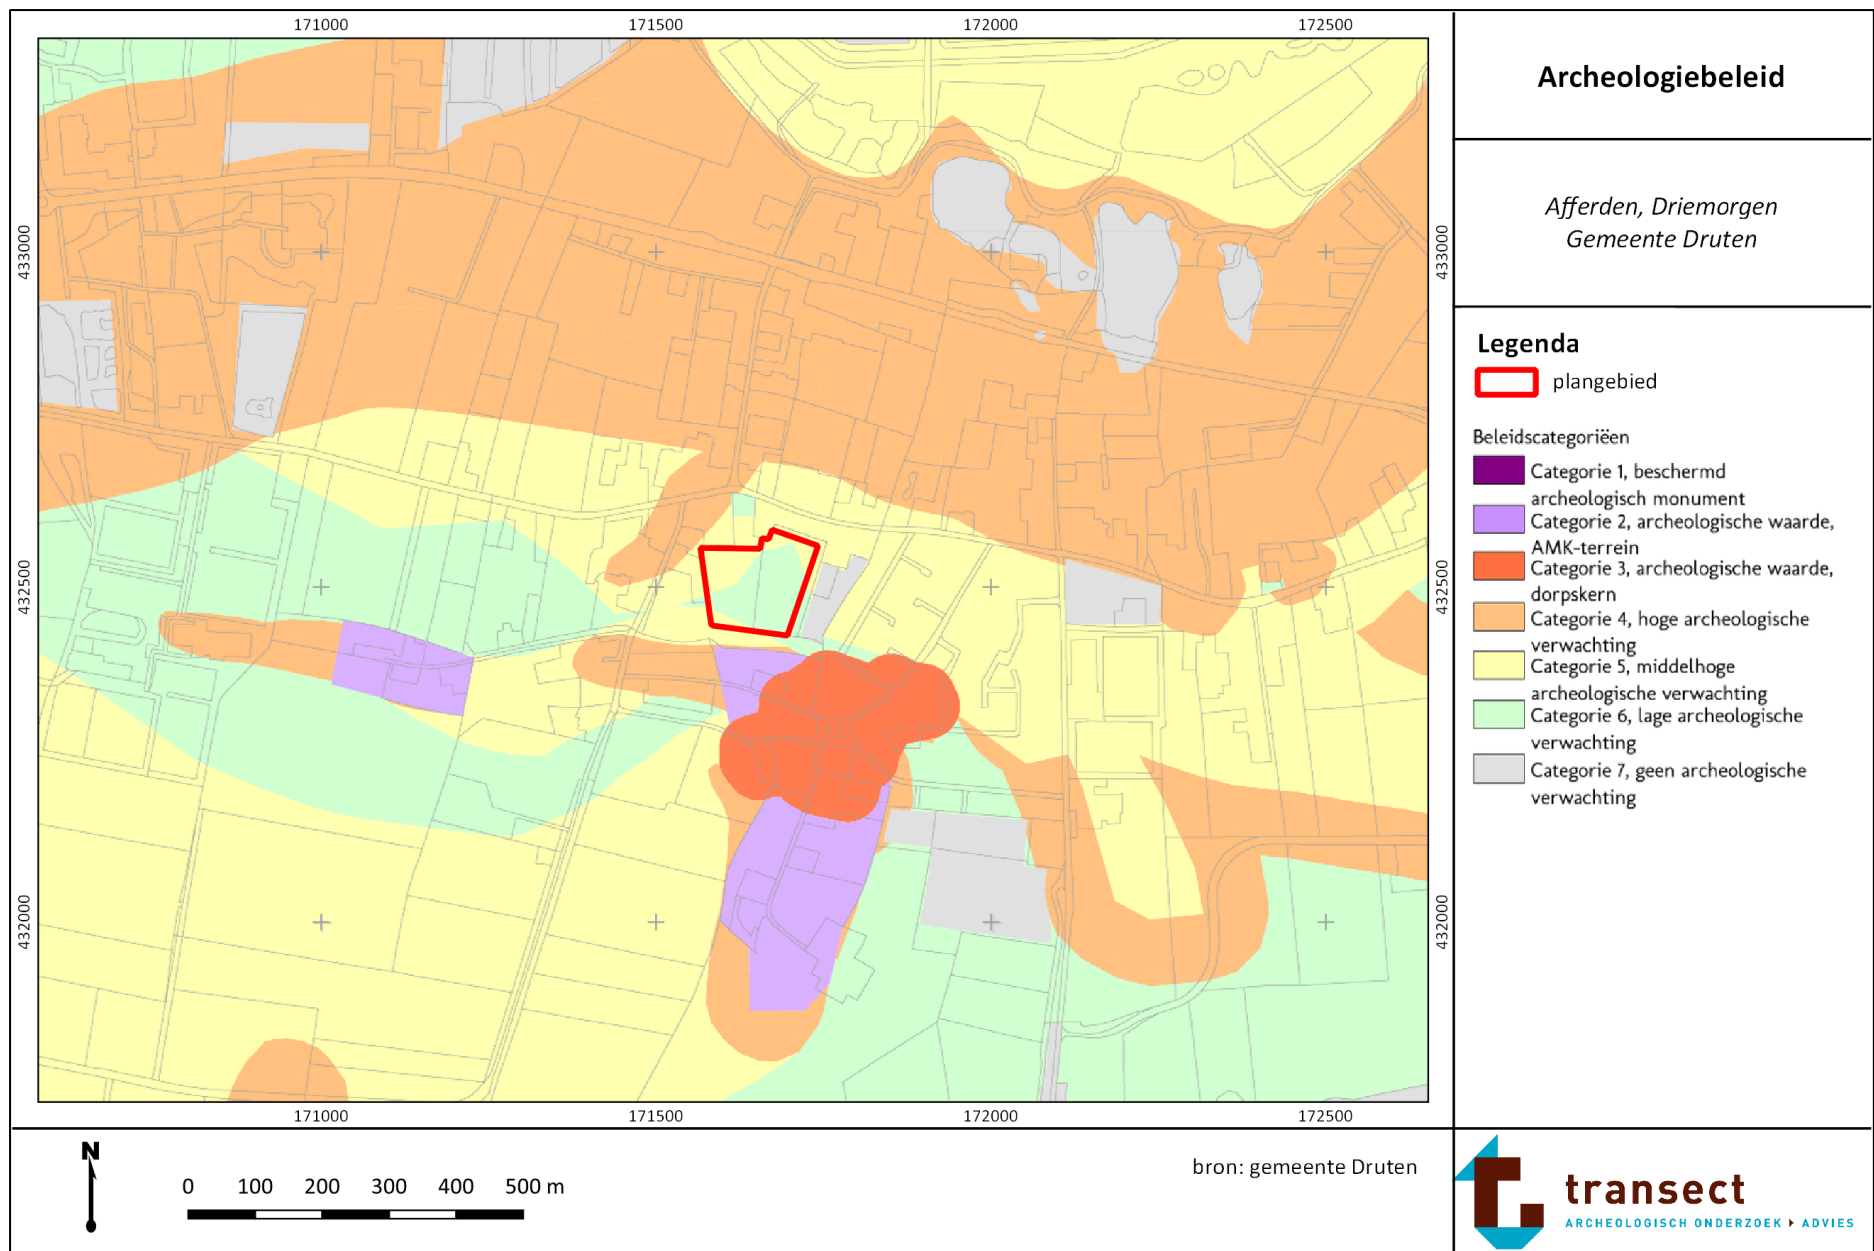 171000 171500 172000 172500
433000
432500
432000
433000
432500
432000
171000 171500 172000 172500
Archeologiebeleid
Afferden, Driemorgen
Gemeente Druten
Legenda
plangebied
Beleidscategorieën
Categorie 1, beschermd
archeologisch monument
Categorie 2, archeologische waarde,
AMK-terrein
Categorie 3, archeologische waarde,
dorpskern
Categorie 4, hoge archeologische
verwachting
Categorie 5, middelhoge
archeologische verwachting
Categorie 6, lage archeologische
verwachting
Categorie 7, geen archeologische
verwachting
N
0 100 200 300 400 500 m
bron: gemeente Druten
transect
ARCHEOLOGISCH ONDERZOEK ▸ ADVIES